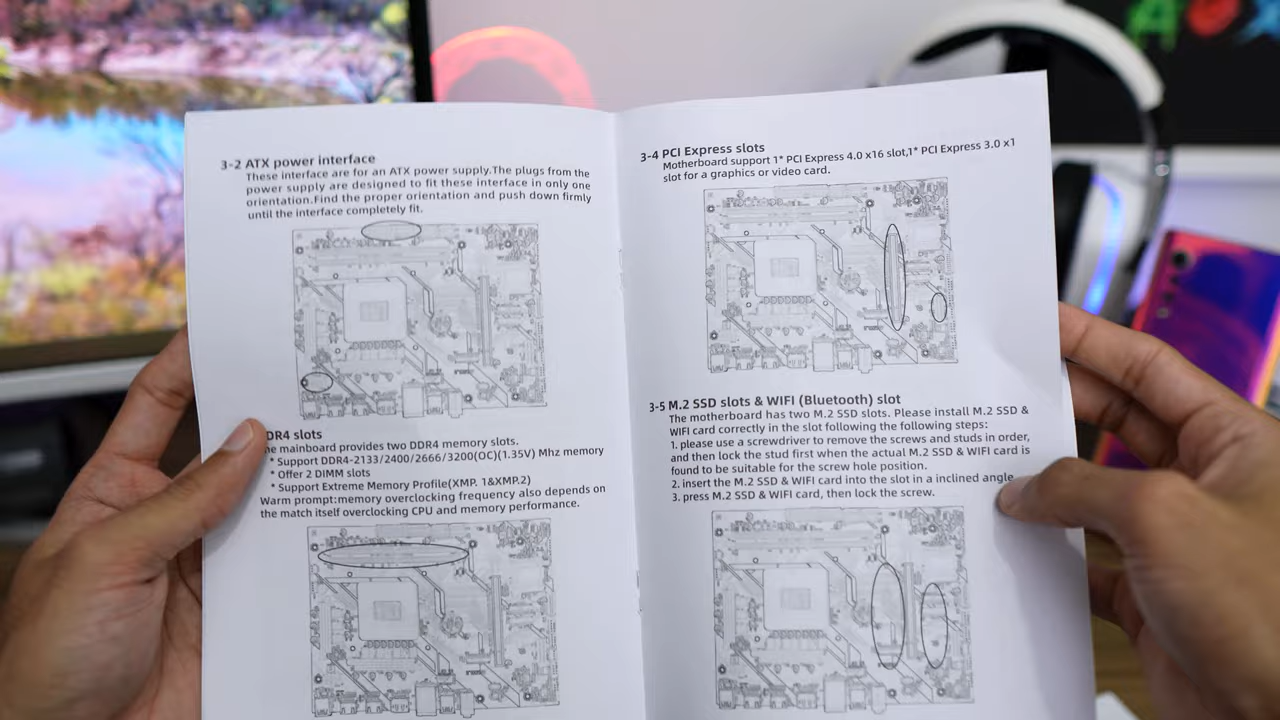 3-2 ATX power interface
These interface are for an ATX power supply.The plugs from the
power supply are designed to fit these interface in only one
orientation.Find the proper orientation and push down firmly
until the interface completely fit.
DR4 slots
he mainboard provides two DDR4 memory slots.
* Support DDR4-2133/2400/2666/3200(OC)(1.35V) Mhz memory
* Offer 2 DIMM slots
* Support Extreme Memory Profile(XMP. 1&XMP.2)
Warm prompt:memory overclocking frequency also depends on
the match itself overclocking CPU and memory performance.
3-4 PCI Express slots
Motherboard support 1* PCI Express 4.0 x16 slot,1* PCI Express 3.0 x1
slot for a graphics or video card.
3-5 M.2 SSD slots & WIFI (Bluetooth) slot
The motherboard has two M.2 SSD slots. Please install M.2 SSD &
WIFI card correctly in the slot following the following steps:
1. please use a screwdriver to remove the screws and studs in order,
and then lock the stud first when the actual M.2 SSD & WIFI card is
found to be suitable for the screw hole position.
2. insert the M.2 SSD & WIFI card into the slot in a inclined angle
3. press M.2 SSD & WIFI card, then lock the screw.